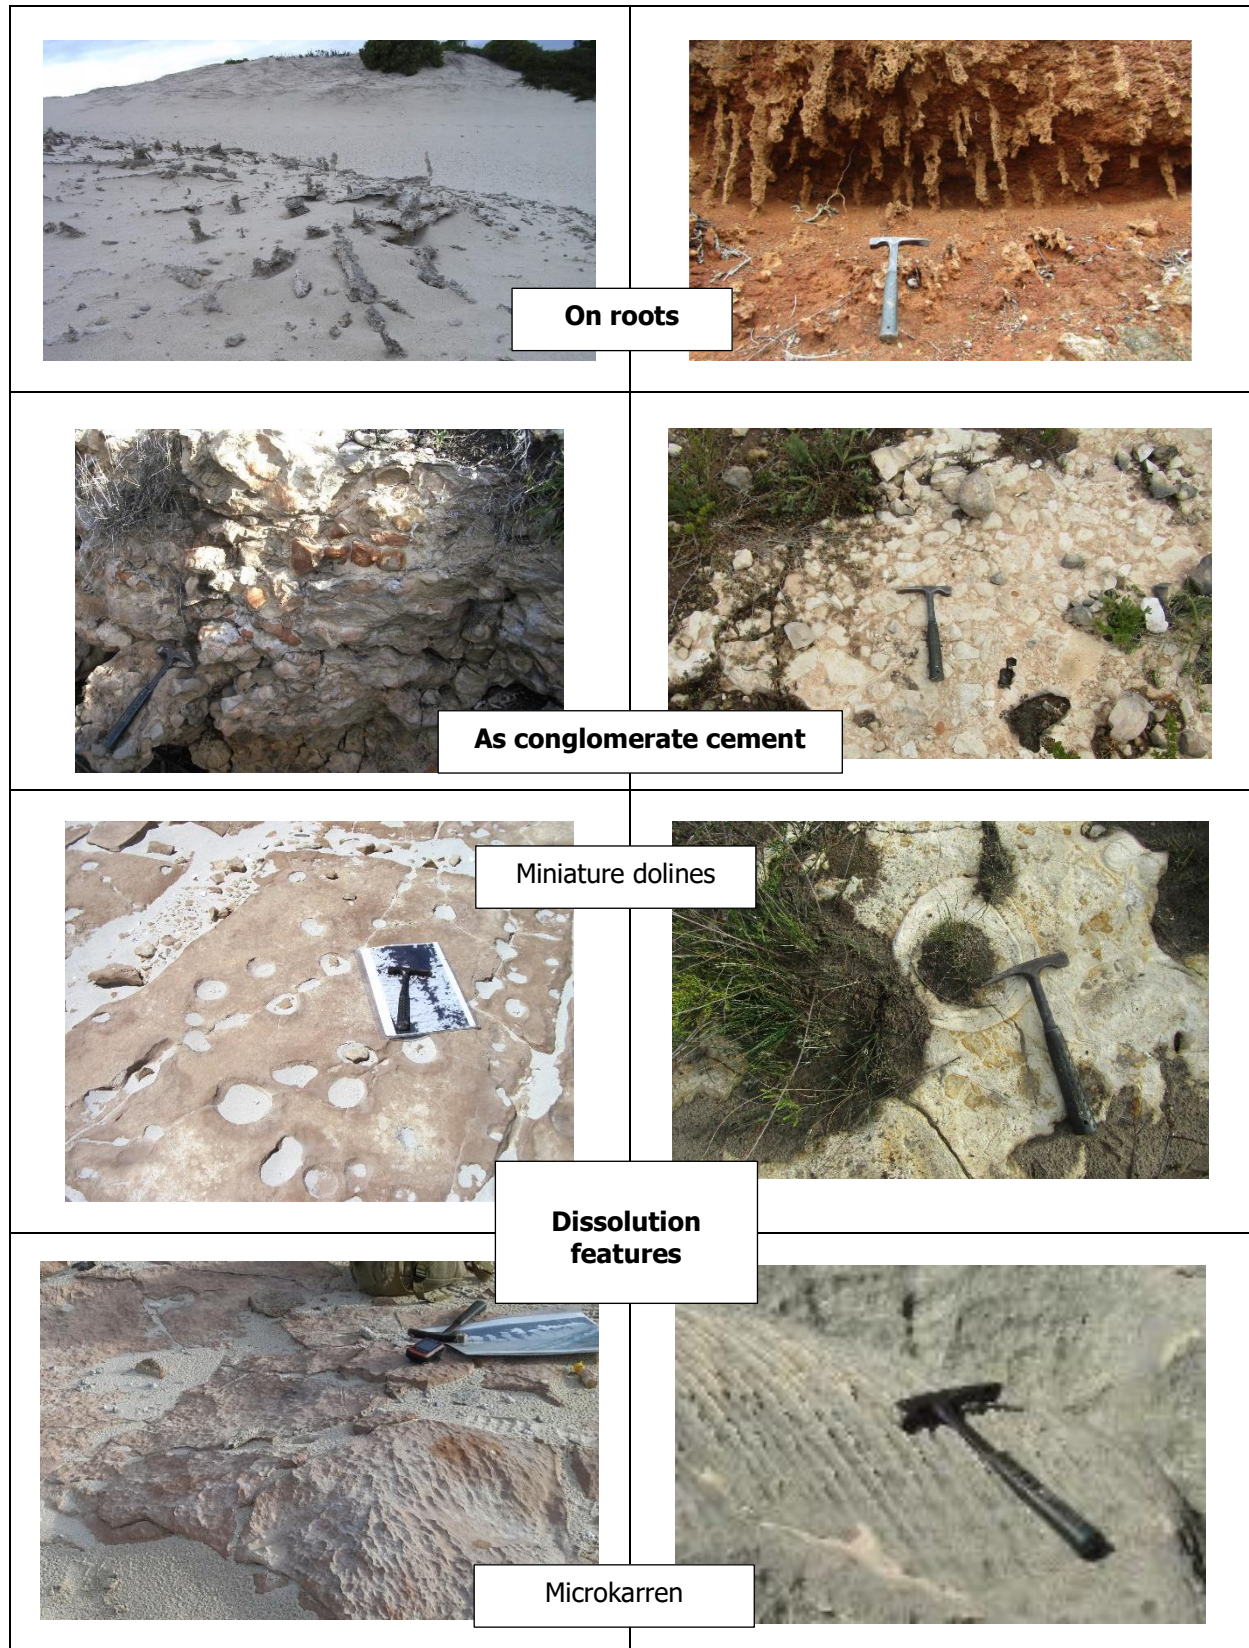 On roots
As conglomerate cement
Miniature dolines
Dissolution
features
Microkarren